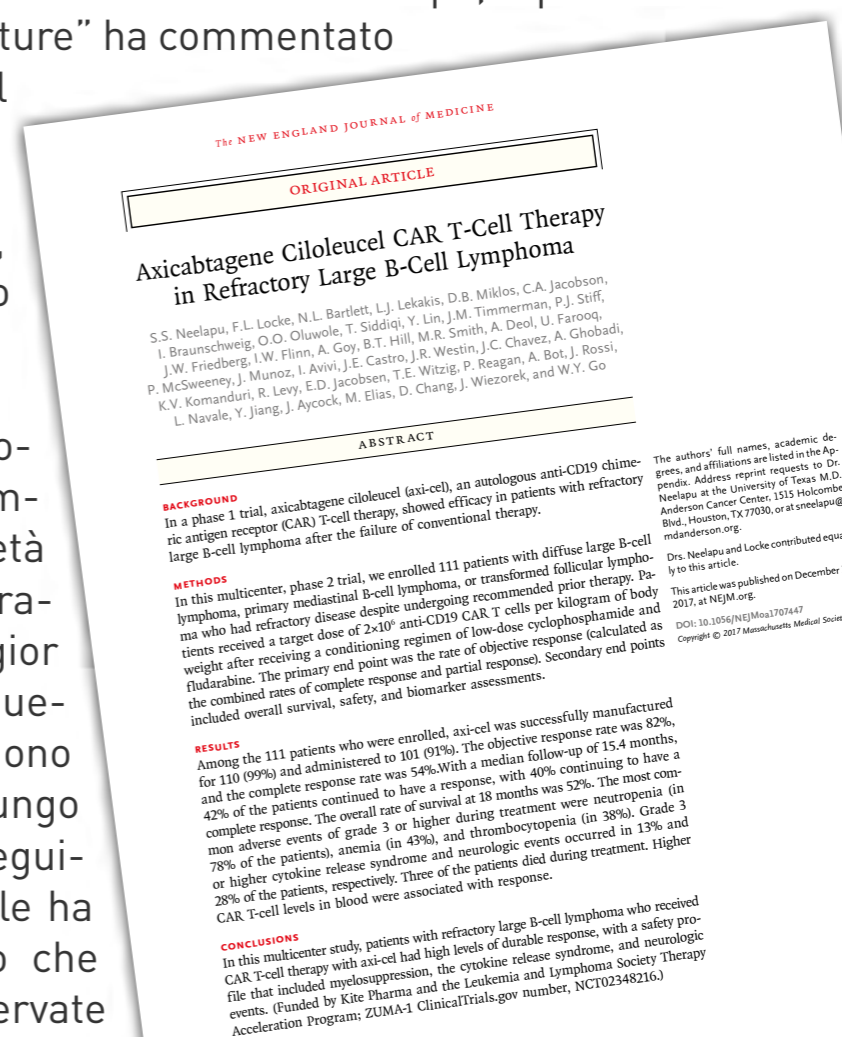 ture” ha commentato
l
o
o-
m-
età
ra-
gior
ue-
ono
ungo
egui-
le ha
o che
ervate
The NEW ENGLAND JOURNAL of MEDICINE
ORIGINAL ARTICLE
Axicabtagene Ciloleucel CAR T-Cell Therapy
in Refractory Large B-Cell Lymphoma
S.S. Neelapu, F.L. Locke, N.L. Bartlett, L.J. Lekakis, D.B. Miklos, C.A. Jacobson,
I. Braunschweig, O.O. Oluwole, T. Siddiqi, Y. Lin, J.M. Timmerman, P.J. Stiff,
J.W. Friedberg, I.W. Flinn, A. Goy, B.T. Hill, M.R. Smith, A. Deol, U. Farooq,
P. McSweeney, J. Munoz, I. Avivi, J.E. Castro, J.R. Westin, J.C. Chavez, A. Ghobadi,
K.V. Komanduri, R. Levy, E.D. Jacobsen, T.E. Witzig, P. Reagan, A. Bot, J. Rossi,
L. Navale, Y. Jiang, J. Aycock, M. Elias, D. Chang, J. Wiezorek, and W.Y. Go
ABSTRACT
BACKGROUND
In a phase 1 trial, axicabtagene ciloleucel (axi-cel), an autologous anti-CD19 chime-
ric antigen receptor (CAR) T-cell therapy, showed efficacy in patients with refractory
large B-cell lymphoma after the failure of conventional therapy.
METHODS
In this multicenter, phase 2 trial, we enrolled 111 patients with diffuse large B-cell
lymphoma, primary mediastinal B-cell lymphoma, or transformed follicular lympho-
ma who had refractory disease despite undergoing recommended prior therapy. Pa-
tients received a target dose of 2×10⁶ anti-CD19 CAR T cells per kilogram of body
weight after receiving a conditioning regimen of low-dose cyclophosphamide and
fludarabine. The primary end point was the rate of objective response (calculated as
the combined rates of complete response and partial response). Secondary end points
included overall survival, safety, and biomarker assessments.
RESULTS
Among the 111 patients who were enrolled, axi-cel was successfully manufactured
for 110 (99%) and administered to 101 (91%). The objective response rate was 82%,
and the complete response rate was 54%.With a median follow-up of 15.4 months,
42% of the patients continued to have a response, with 40% continuing to have a
complete response. The overall rate of survival at 18 months was 52%. The most com-
mon adverse events of grade 3 or higher during treatment were neutropenia (in
78% of the patients), anemia (in 43%), and thrombocytopenia (in 38%). Grade 3
or higher cytokine release syndrome and neurologic events occurred in 13% and
28% of the patients, respectively. Three of the patients died during treatment. Higher
CAR T-cell levels in blood were associated with response.
CONCLUSIONS
In this multicenter study, patients with refractory large B-cell lymphoma who received
CAR T-cell therapy with axi-cel had high levels of durable response, with a safety pro-
file that included myelosuppression, the cytokine release syndrome, and neurologic
events. (Funded by Kite Pharma and the Leukemia and Lymphoma Society Therapy
Acceleration Program; ZUMA-1 ClinicalTrials.gov number, NCT02348216.)
The authors' full names, academic de-
grees, and affiliations are listed in the Ap-
pendix. Address reprint requests to Dr.
Neelapu at the University of Texas M.D.
Anderson Cancer Center, 1515 Holcombe
Blvd., Houston, TX 77030, or at sneelapu@
mdanderson.org.
Drs. Neelapu and Locke contributed equa
ly to this article.
This article was published on December
2017, at NEJM.org.
DOI: 10.1056/NEJMoa1707447
Copyright © 2017 Massachusetts Medical Socie